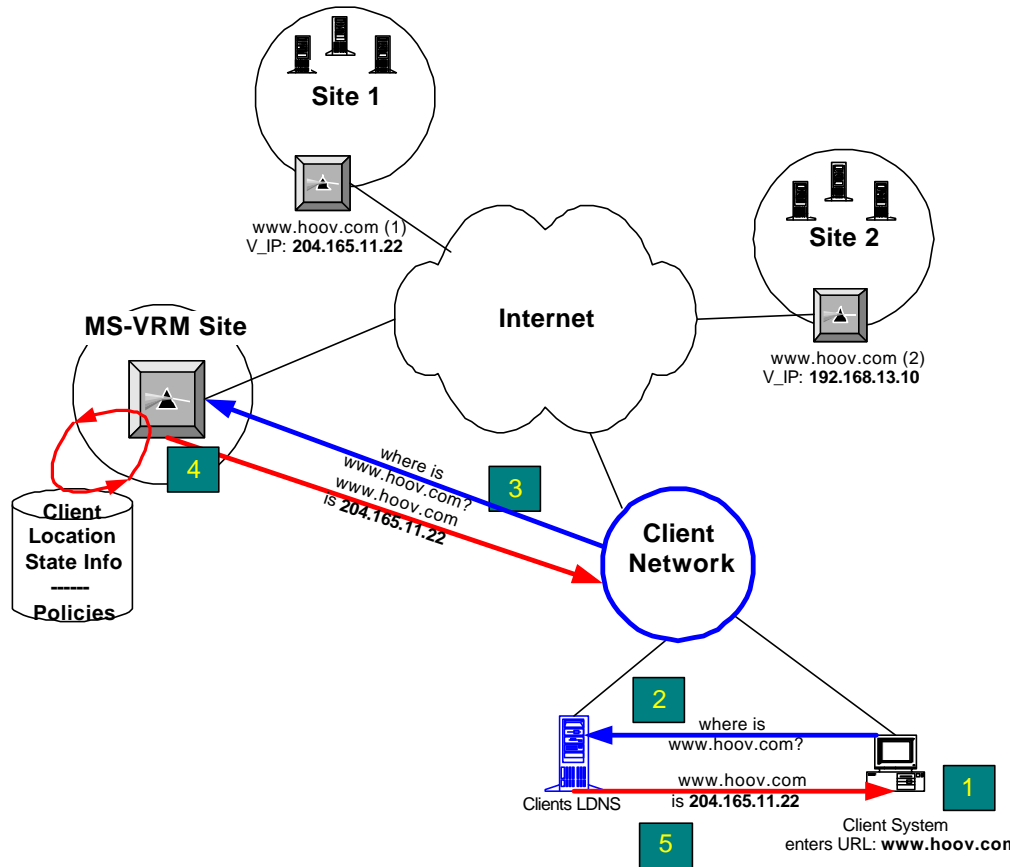 Site 1
www.hoov.com (1)
V_IP: 204.165.11.22
Site 2
www.hoov.com (2)
V_IP: 192.168.13.10
Internet
MS-VRM Site
4
Client
Location
State Info
------
Policies
where is
www.hoov.com?
3
www.hoov.com
is 204.165.11.22
Client
Network
2
where is
www.hoov.com?
www.hoov.com
is 204.165.11.22
1
Clients LDNS
5
Client System
enters URL: www.hoov.com